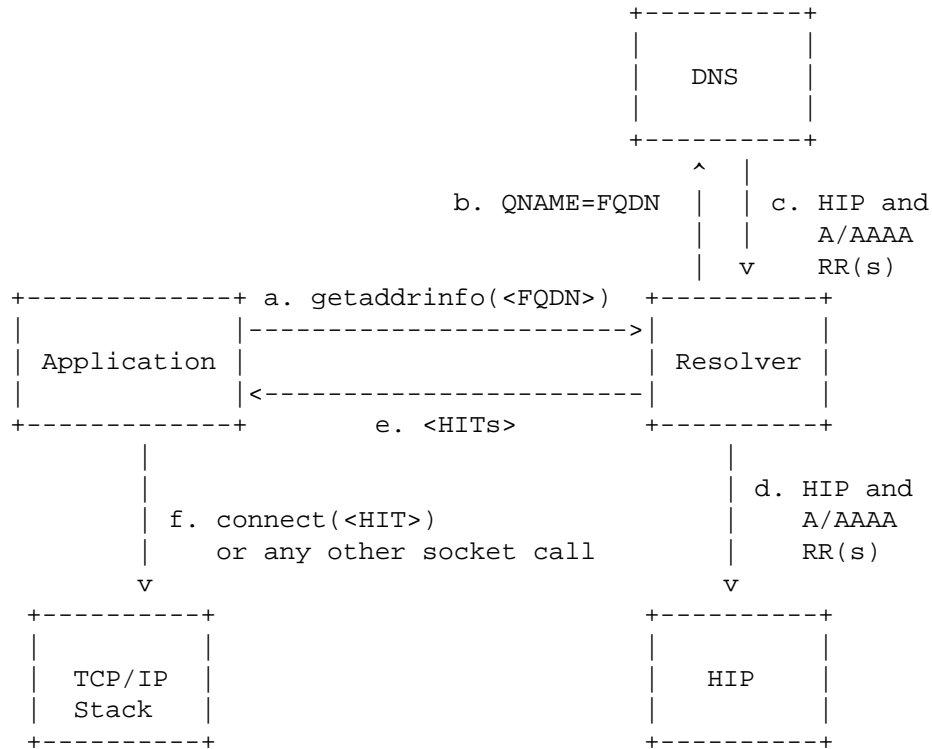 DNS
b. QNAME=FQDN
c. HIP and
A/AAAA
RR(s)
a. getaddrinfo(<FQDN>)
Application
Resolver
e. <HITs>
d. HIP and
A/AAAA
RR(s)
f. connect(<HIT>)
or any other socket call
TCP/IP
Stack
HIP